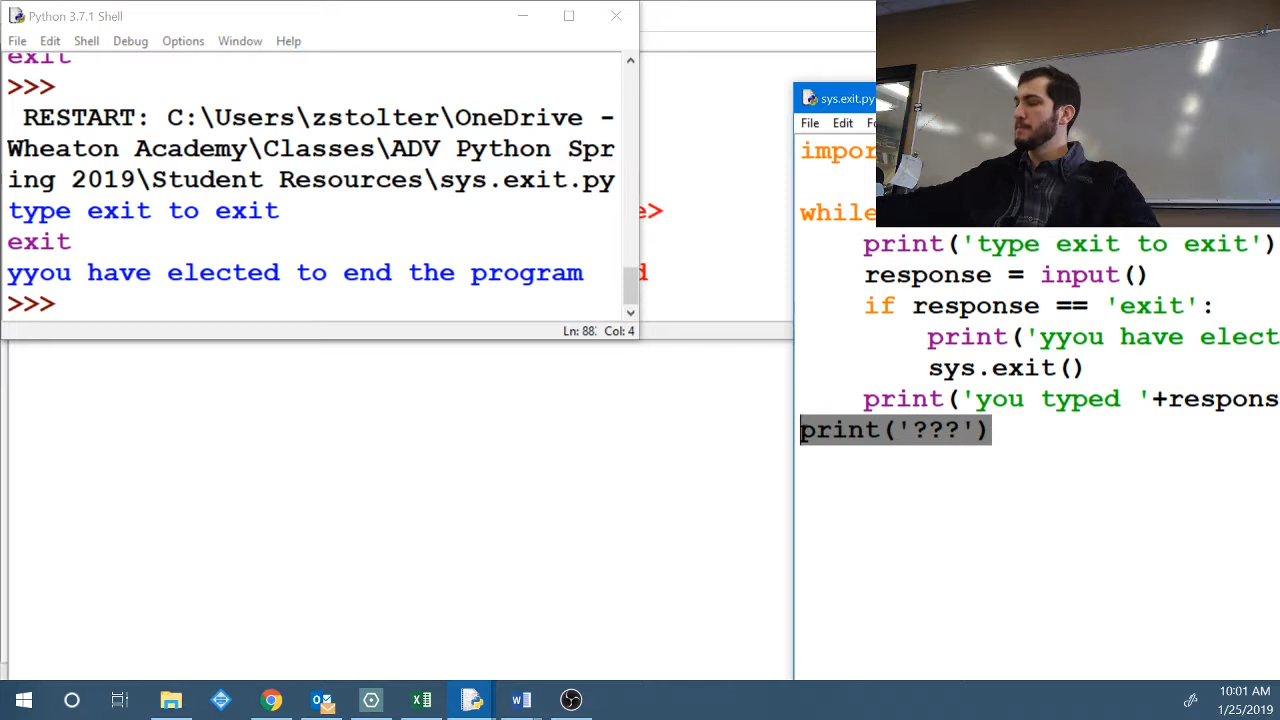 Python 3.7.1 Shell
File Edit Shell Debug Options Window Help
exit
>>>
RESTART: C:\Users\zstolter\OneDrive -
Wheaton Academy\Classes\ADV Python Spr
ing 2019\Student Resources\sys.exit.py
type exit to exit
exit
yyou have elected to end the program
>>>
Ln: 88 Col: 4
e>
d
sys.exit.py
File Edit Fo
impor
while
print('type exit to exit')
response = input()
if response == 'exit':
print('yyou have elect
sys.exit()
print('you typed '+respons
print('???')
10:01 AM
1/25/2019